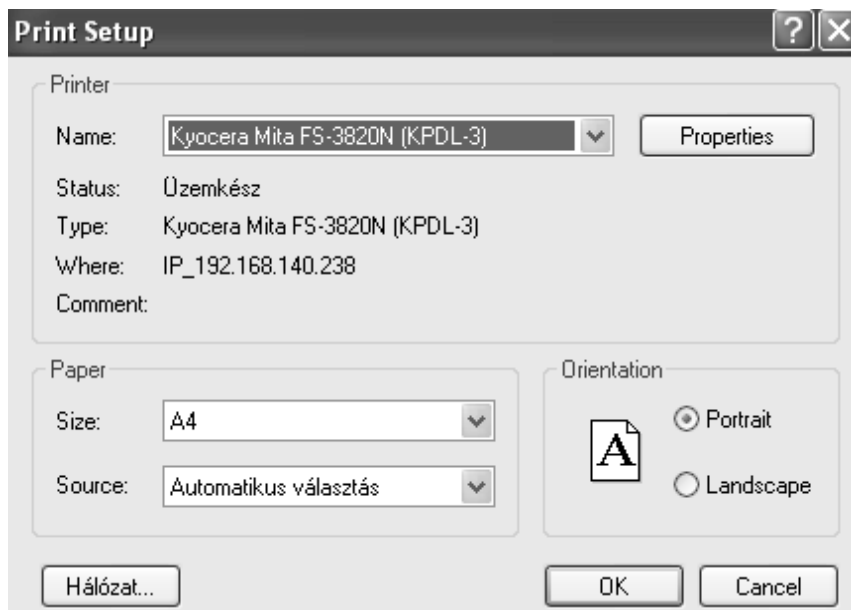 Print Setup
Printer
Name: Kyocera Mita FS-3820N (KPDL-3) Properties
Status: Üzemkész
Type: Kyocera Mita FS-3820N (KPDL-3)
Where: IP_192.168.140.238
Comment:
Paper
Size: A4
Source: Automatikus választás
Orientation
A
Portrait
Landscape
Hálózat... OK Cancel